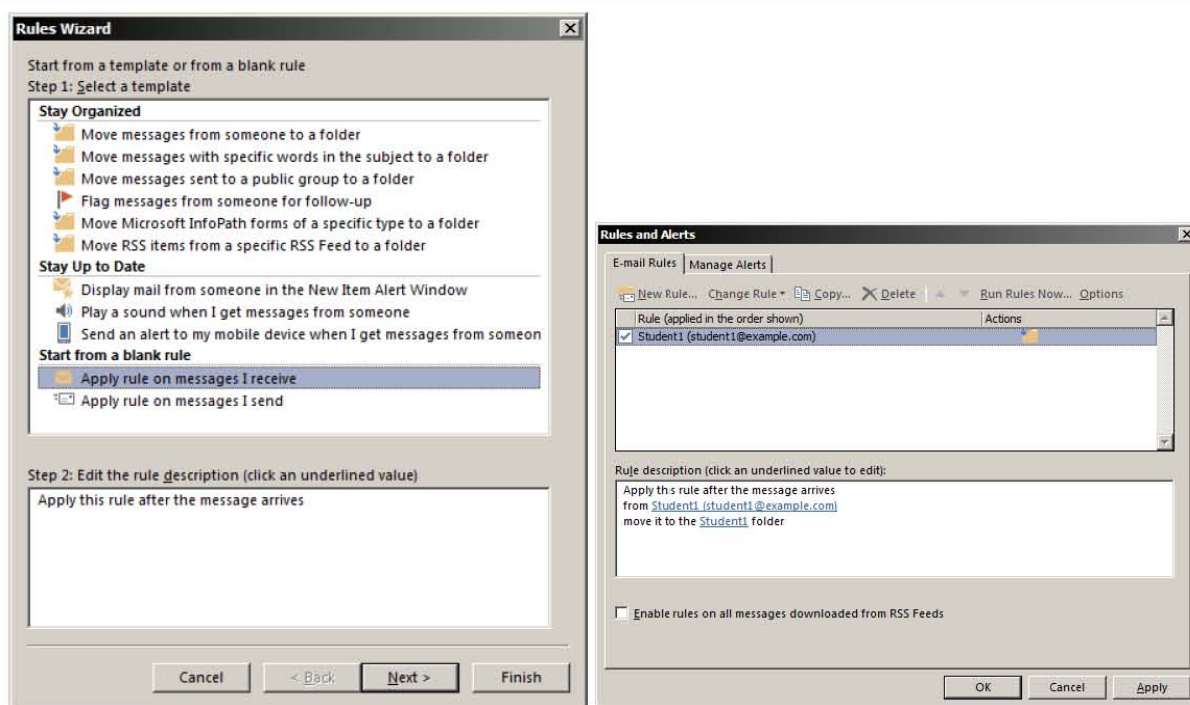 Rules Wizard
Start from a template or from a blank rule
Step 1: Select a template
Stay Organized
Move messages from someone to a folder
Move messages with specific words in the subject to a folder
Move messages sent to a public group to a folder
Flag messages from someone for follow-up
Move Microsoft InfoPath forms of a specific type to a folder
Move RSS items from a specific RSS Feed to a folder
Stay Up to Date
Display mail from someone in the New Item Alert Window
Play a sound when I get messages from someone
Send an alert to my mobile device when I get messages from someon
Start from a blank rule
Apply rule on messages I receive
Apply rule on messages I send
Step 2: Edit the rule description (click an underlined value)
Apply this rule after the message arrives
Cancel < Back Next > Finish
Rules and Alerts
E-mail Rules Manage Alerts
New Rule... Change Rule Copy... Delete Run Rules Now... Options
Rule (applied in the order shown) Actions
Student1 (student1@example.com)
Rule description (click an underlined value to edit):
Apply this rule after the message arrives
from Student1 (student1@example.com)
move it to the Student1 folder
Enable rules on all messages downloaded from RSS Feeds
OK Cancel Apply